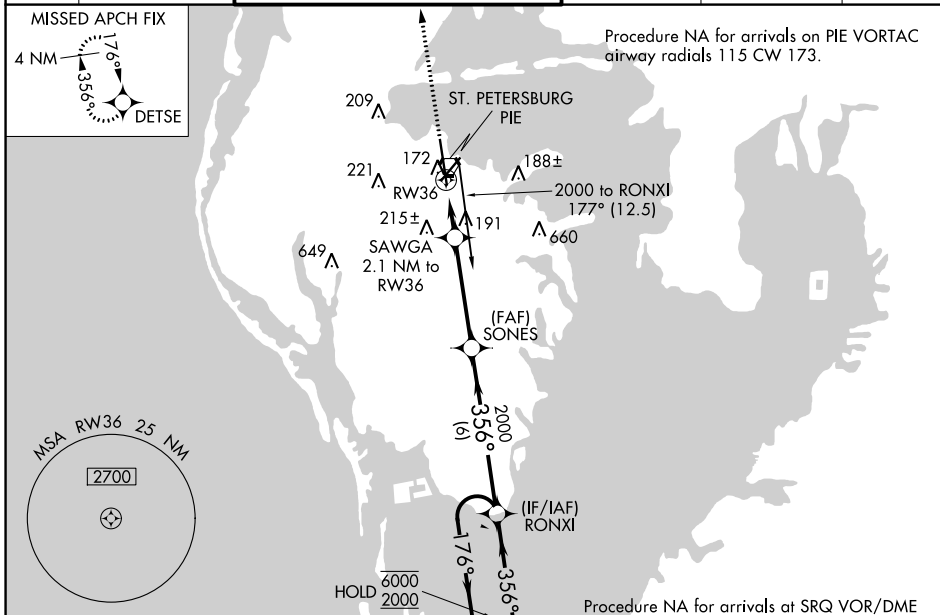 MISSED APCH FIX
4 NM
176°
356°
DETSE
Procedure NA for arrivals on PIE VORTAC
airway radials 115 CW 173.
209
ST. PETERSBURG
PIE
172
188±
221
RW36
2000 to RONXI
177° (12.5)
215±
191
660
649
SAWGA
2.1 NM to
RW36
(FAF)
SONES
2000
356°
(6)
MSA RW36 25 NM
2700
(IF/IAF)
RONXI
176°
356°
HOLD
6000
2000
Procedure NA for arrivals at SRQ VOR/DME